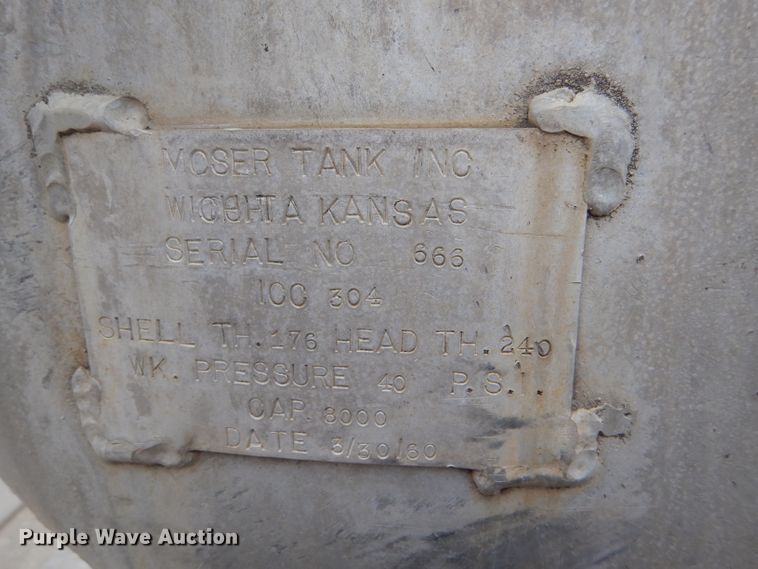 MOSER TANK INC
WICHITA KANSAS
SERIAL NO 666
ICC 304
SHELL TH. 176 HEAD TH. 240
WK. PRESSURE 40 P.S.I.
CAP. 8000
DATE 3/30/60
Purple Wave Auction